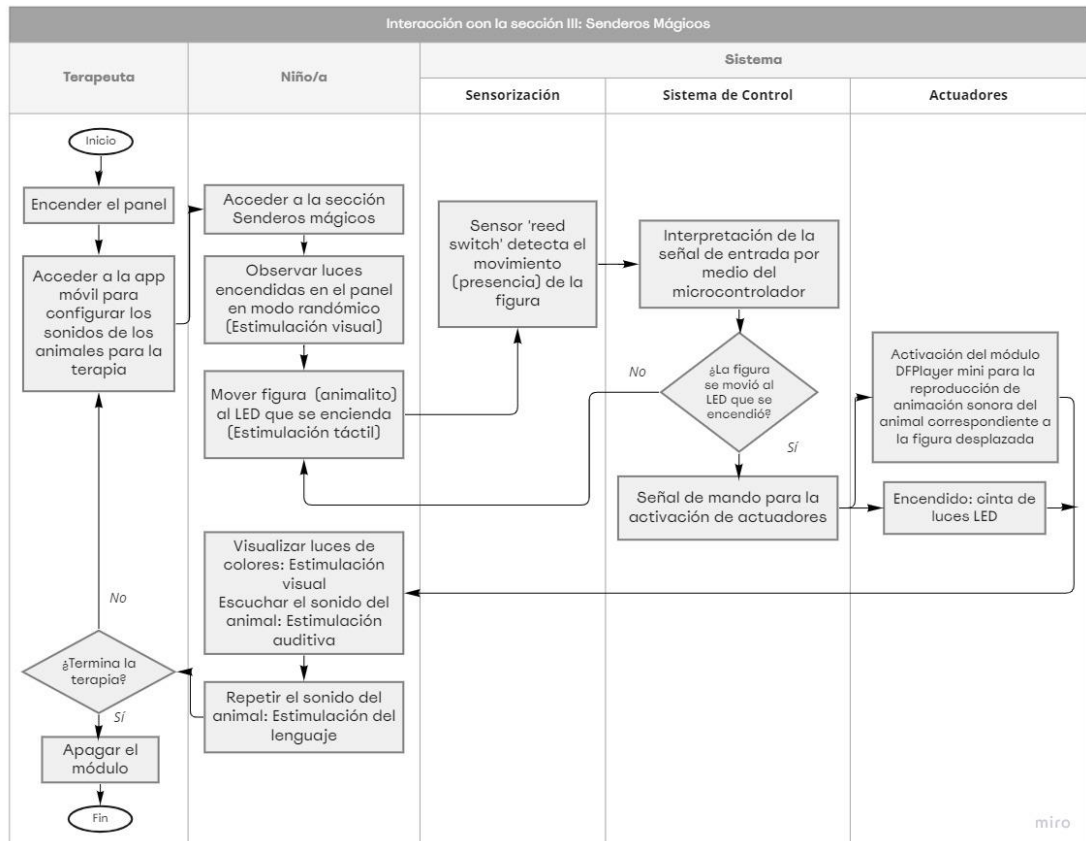 Interacción con la sección III: Senderos Mágicos
Terapeuta
Niño/a
Sistema
Sensorización
Sistema de Control
Actuadores
Inicio
Encender el panel
Acceder a la app
móvil para
configurar los
sonidos de los
animales para la
terapia
Acceder a la sección
Senderos mágicos
Observar luces
encendidas en el panel
en modo randómico
(Estimulación visual)
Mover figura (animalito)
al LED que se encienda
(Estimulación táctil)
Sensor 'reed
switch' detecta el
movimiento
(presencia) de la
figura
Interpretación de la
señal de entrada por
medio del
microcontrolador
¿La figura
se movió al
LED que se
encendió?
No
Sí
Señal de mando para la
activación de actuadores
Activación del módulo
DFPlayer mini para la
reproducción de
animación sonora del
animal correspondiente a
la figura desplazada
Encendido: cinta de
luces LED
Visualizar luces de
colores: Estimulación
visual
Escuchar el sonido del
animal: Estimulación
auditiva
Repetir el sonido del
animal: Estimulación del
lenguaje
No
¿Termina la
terapia?
Sí
Apagar el
módulo
Fin
miro